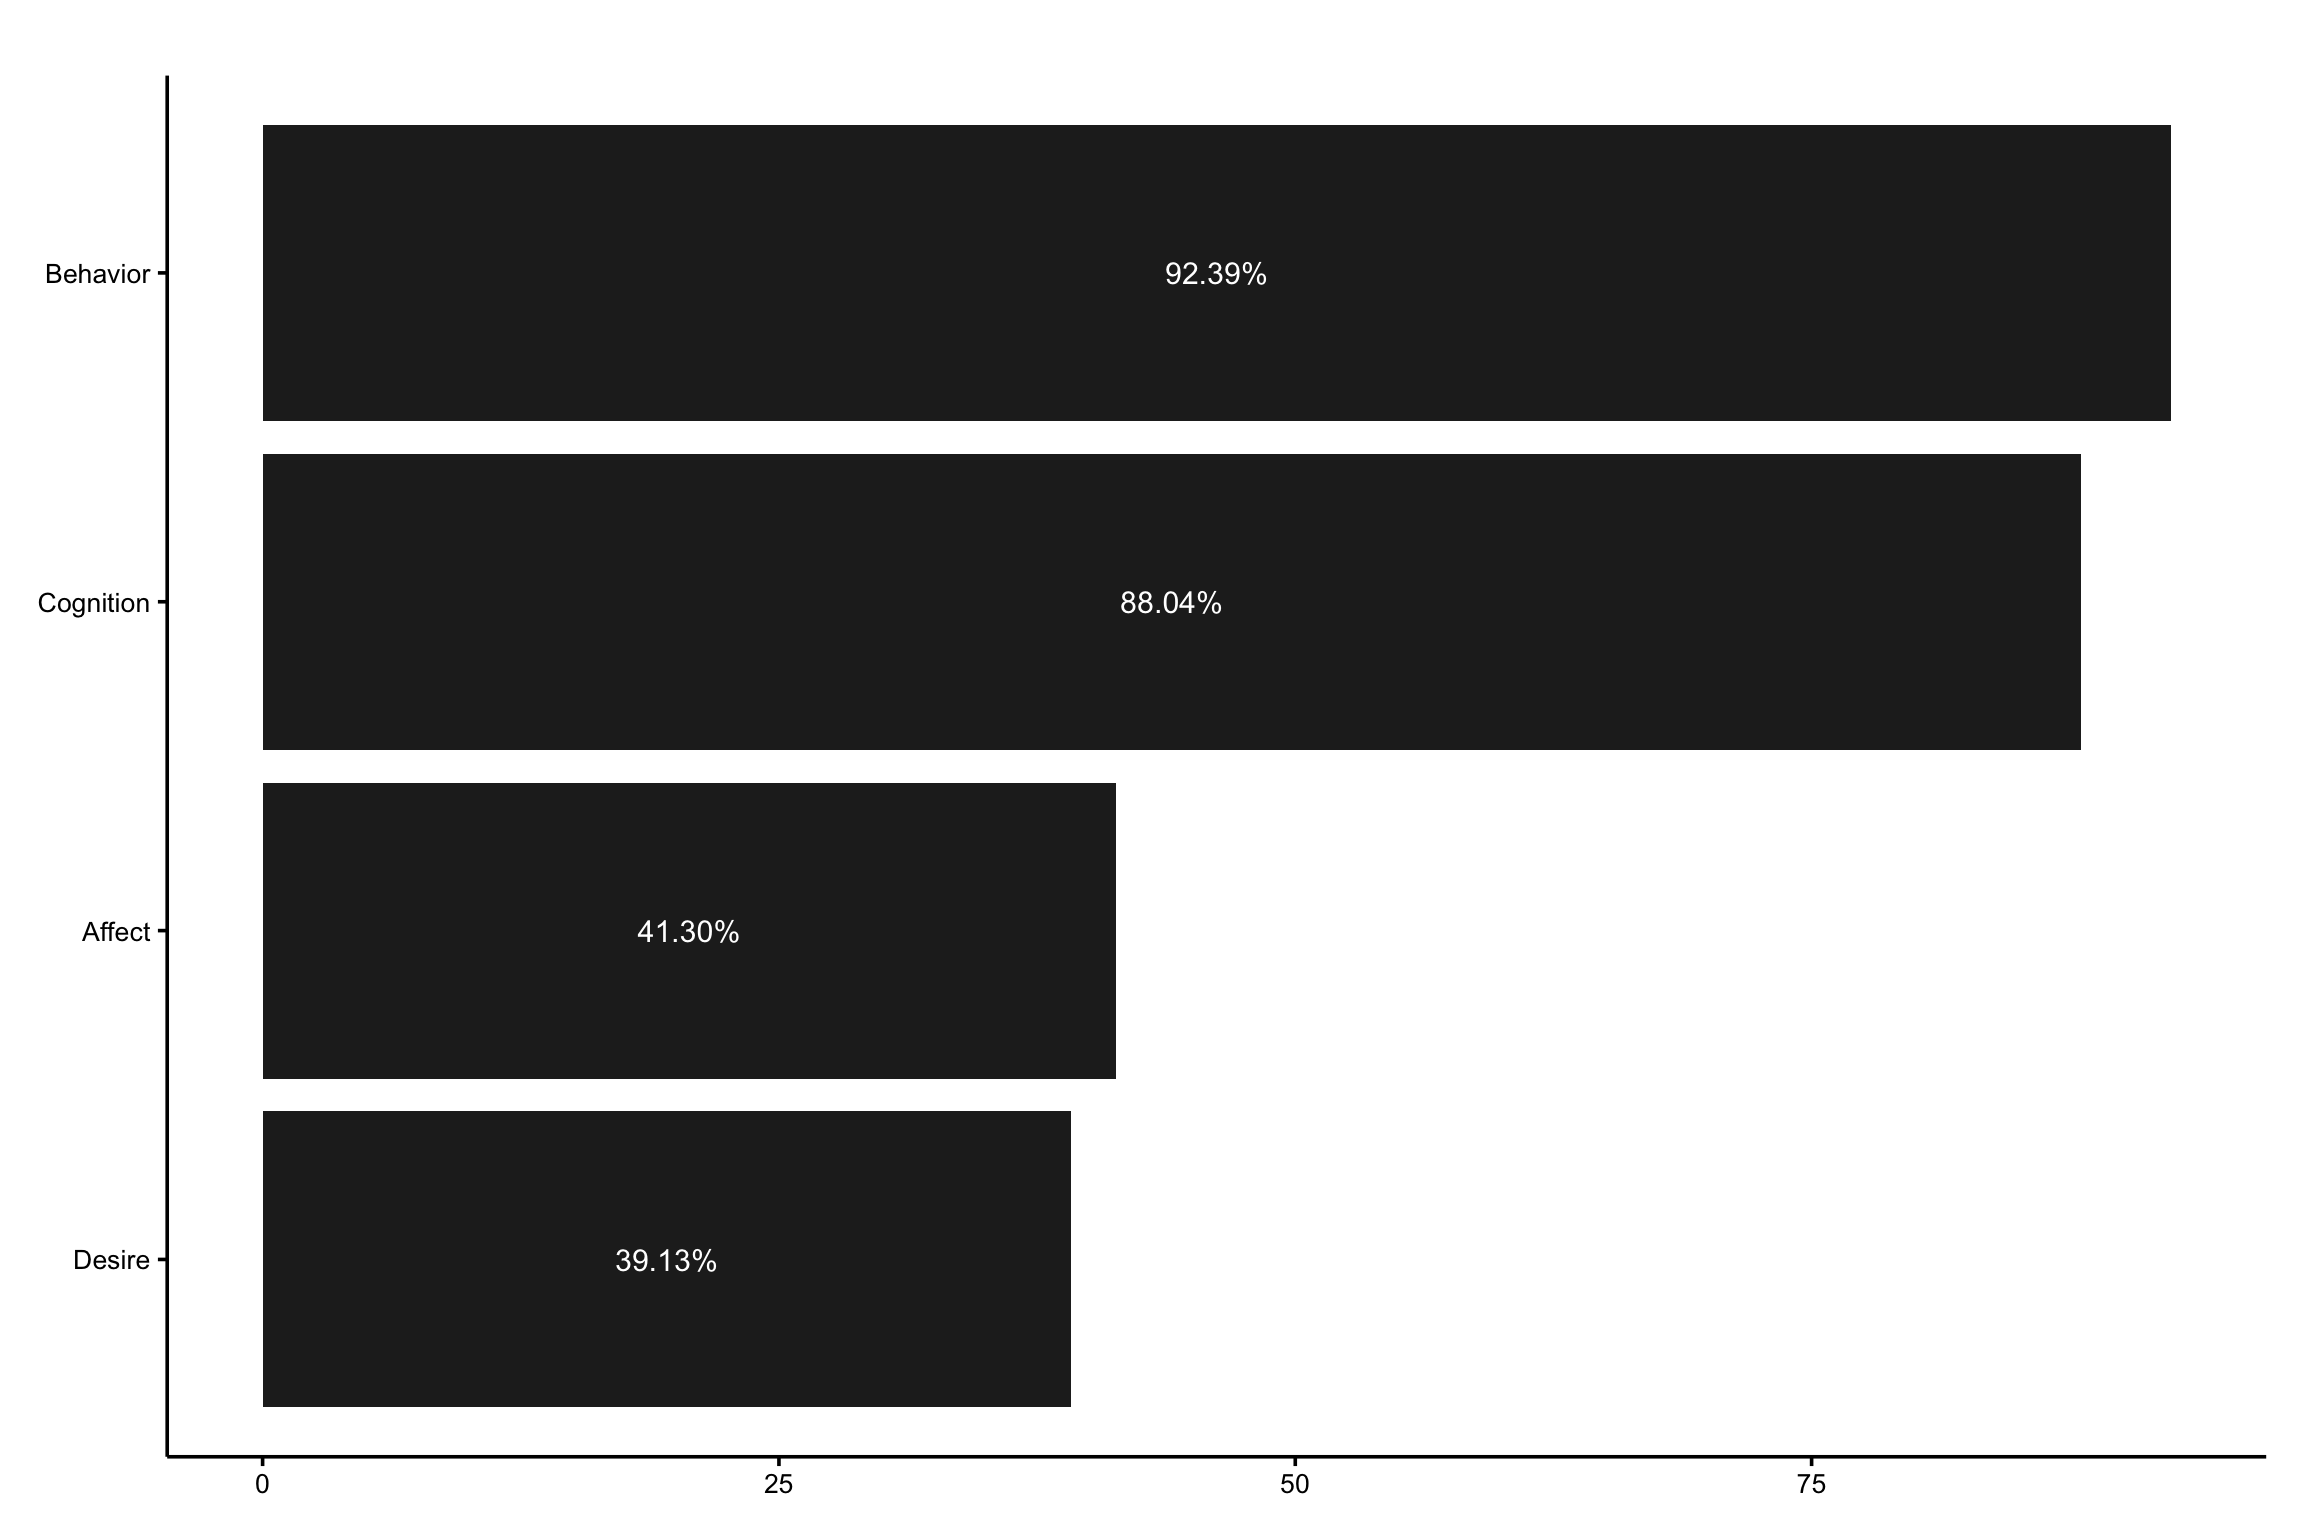 Behavior
92.39%
Cognition
88.04%
Affect
41.30%
Desire
39.13%
0 25 50 75